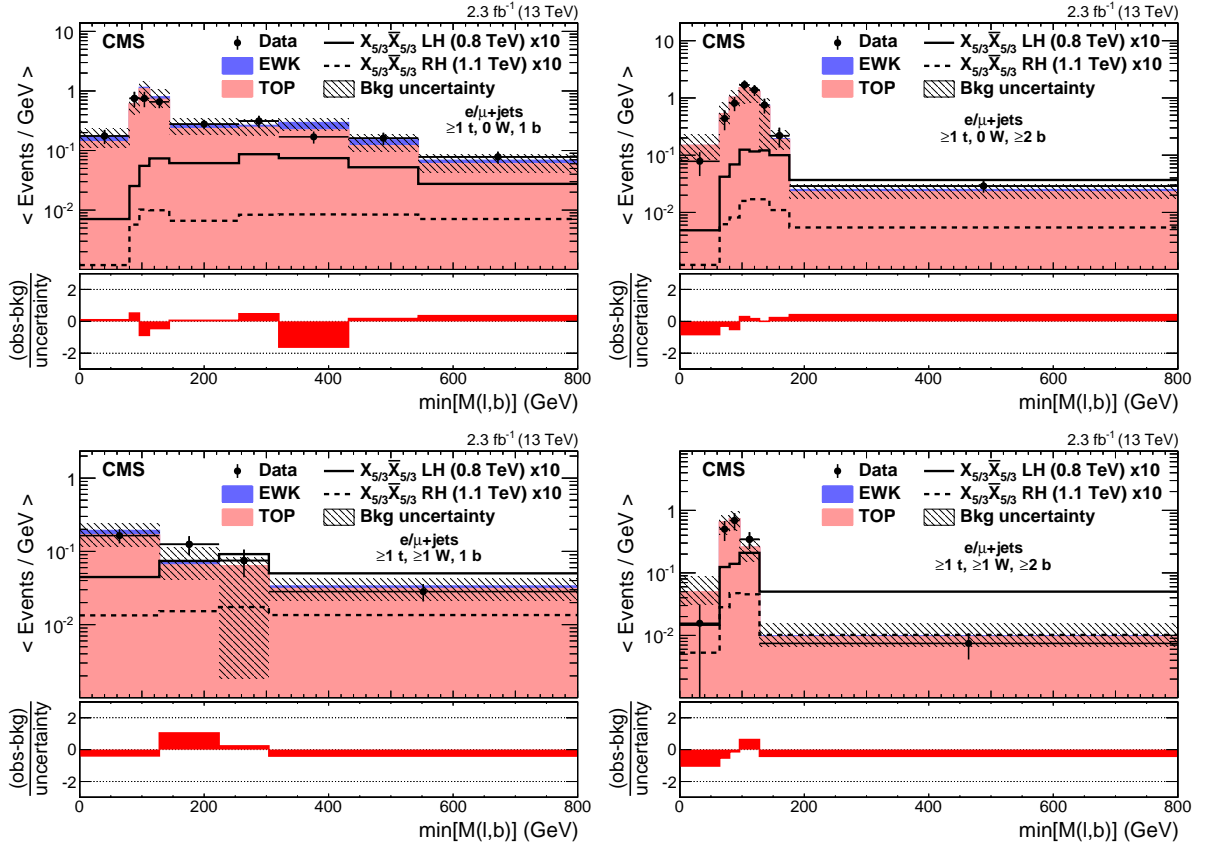 2.3 fb⁻¹ (13 TeV)
CMS
Data
X5/3X̅5/3 LH (0.8 TeV) x10
EWK
X5/3X̅5/3 RH (1.1 TeV) x10
TOP
Bkg uncertainty
e/μ+jets
≥1 t, 0 W, 1 b
< Events / GeV >
10
1
10⁻¹
10⁻²
(obs-bkg)
uncertainty
2
0
-2
0 200 400 600 800
min[M(l,b)] (GeV)
2.3 fb⁻¹ (13 TeV)
CMS
Data
X5/3X̅5/3 LH (0.8 TeV) x10
EWK
X5/3X̅5/3 RH (1.1 TeV) x10
TOP
Bkg uncertainty
e/μ+jets
≥1 t, 0 W, ≥2 b
< Events / GeV >
10
1
10⁻¹
10⁻²
(obs-bkg)
uncertainty
2
0
-2
0 200 400 600 800
min[M(l,b)] (GeV)
2.3 fb⁻¹ (13 TeV)
CMS
Data
X5/3X̅5/3 LH (0.8 TeV) x10
EWK
X5/3X̅5/3 RH (1.1 TeV) x10
TOP
Bkg uncertainty
e/μ+jets
≥1 t, ≥1 W, 1 b
< Events / GeV >
1
10⁻¹
10⁻²
(obs-bkg)
uncertainty
2
0
-2
0 200 400 600 800
min[M(l,b)] (GeV)
2.3 fb⁻¹ (13 TeV)
CMS
Data
X5/3X̅5/3 LH (0.8 TeV) x10
EWK
X5/3X̅5/3 RH (1.1 TeV) x10
TOP
Bkg uncertainty
e/μ+jets
≥1 t, ≥1 W, ≥2 b
< Events / GeV >
1
10⁻¹
10⁻²
(obs-bkg)
uncertainty
2
0
-2
0 200 400 600 800
min[M(l,b)] (GeV)